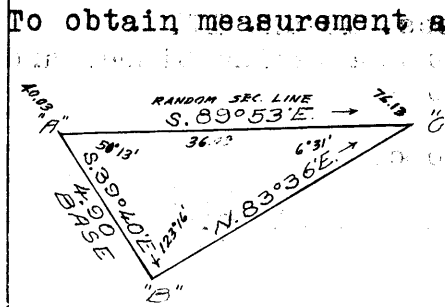 To obtain measurement a
40.03
"A"
RANDOM SEC. LINE
76.13
S. 89°53'E.
"C"
50°13'
6°31'
S. 39°40'E.
4.90
BASE
123°16'
N. 83°36'E.
"B"